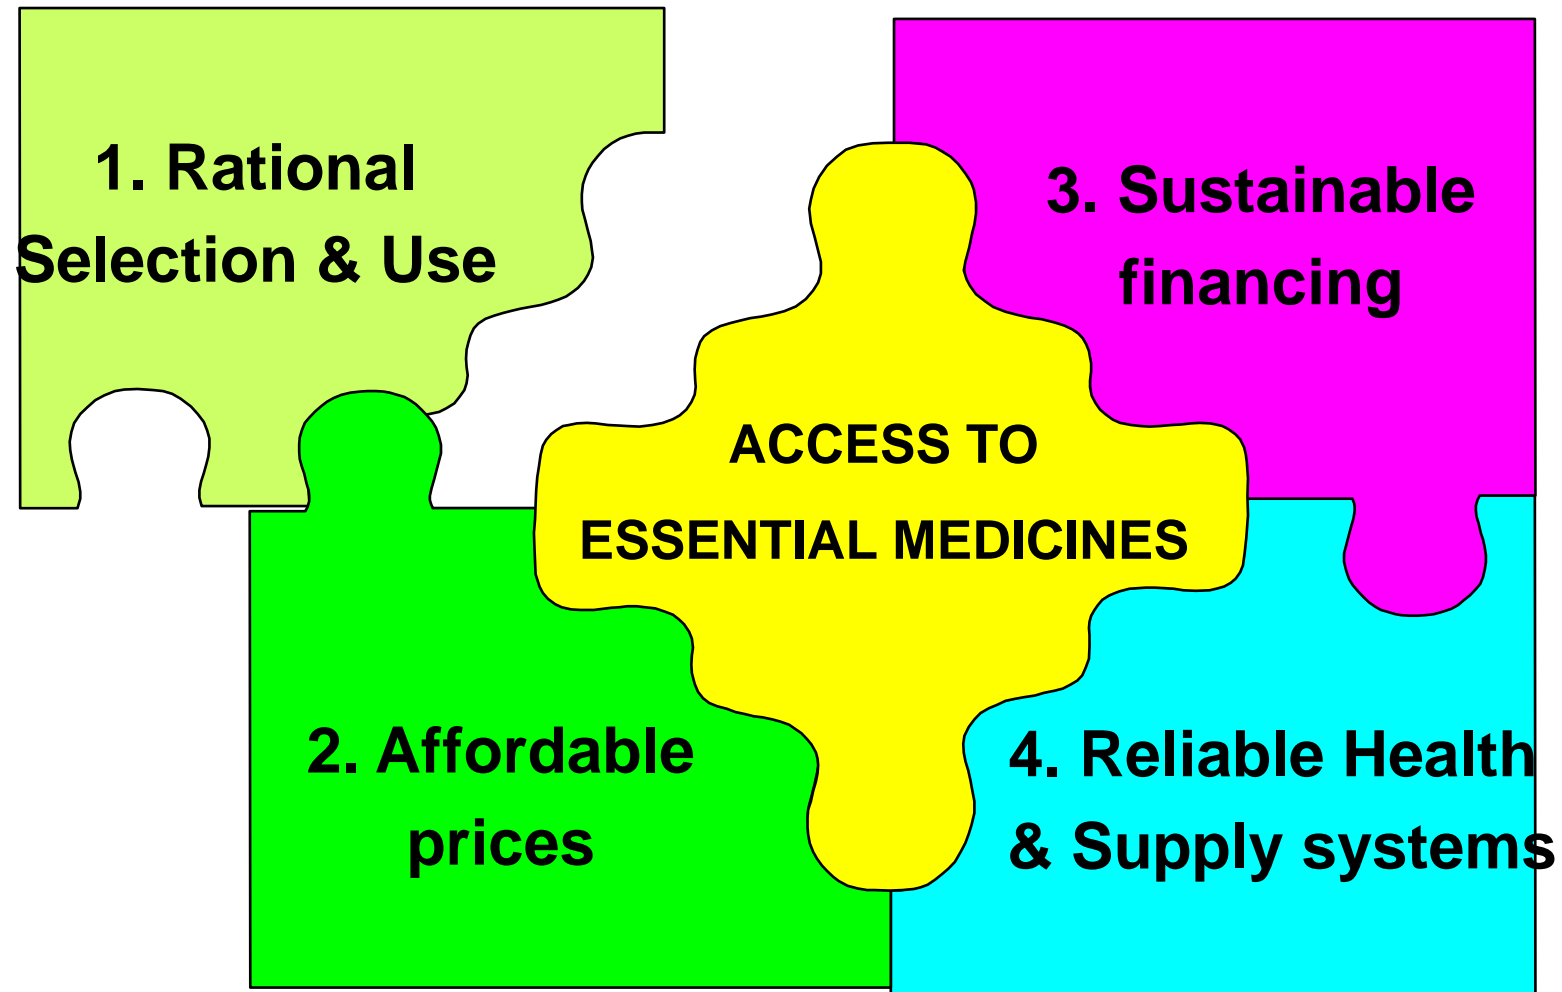 1. Rational
Selection & Use
3. Sustainable
financing
ACCESS TO
ESSENTIAL MEDICINES
2. Affordable
prices
4. Reliable Health
& Supply systems